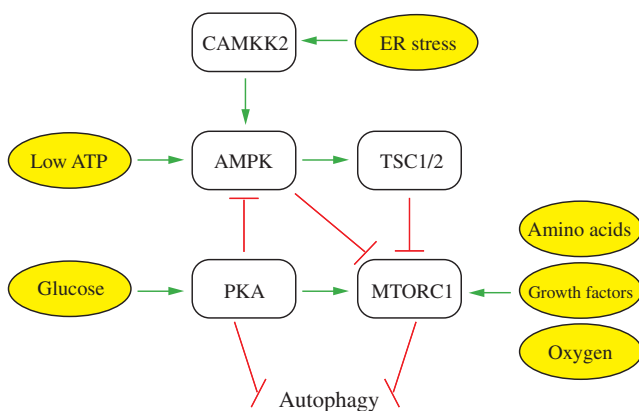 CAMKK2
ER stress
Low ATP
AMPK
TSC1/2
Amino acids
Glucose
PKA
MTORC1
Growth factors
Oxygen
Autophagy